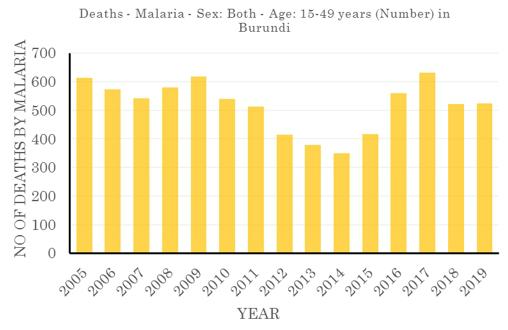 Deaths - Malaria - Sex: Both - Age: 15-49 years (Number) in
Burundi
NO OF DEATHS BY MALARIA
700
600
500
400
300
200
100
0
2005 2006 2007 2008 2009 2010 2011 2012 2013 2014 2015 2016 2017 2018 2019
YEAR